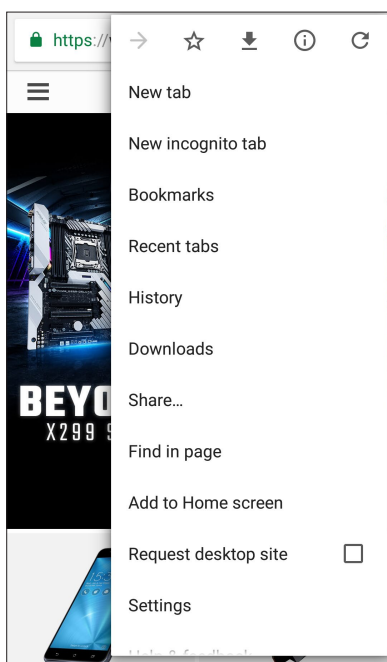 https://
New tab
New incognito tab
Bookmarks
Recent tabs
History
Downloads
Share…
Find in page
Add to Home screen
Request desktop site
Settings
X299